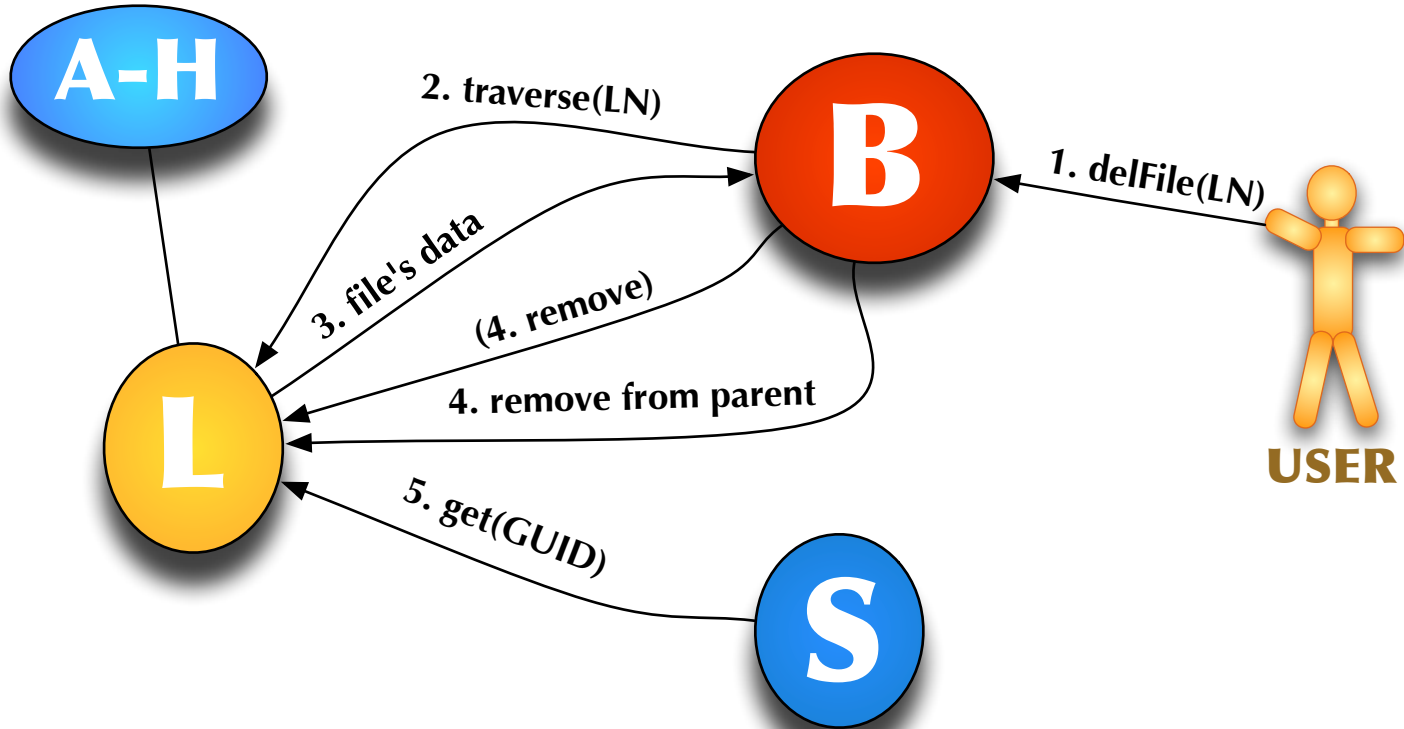 A-H
2. traverse(LN)
B
1. delFile(LN)
3. file's data
(4. remove)
4. remove from parent
L
USER
5. get(GUID)
S